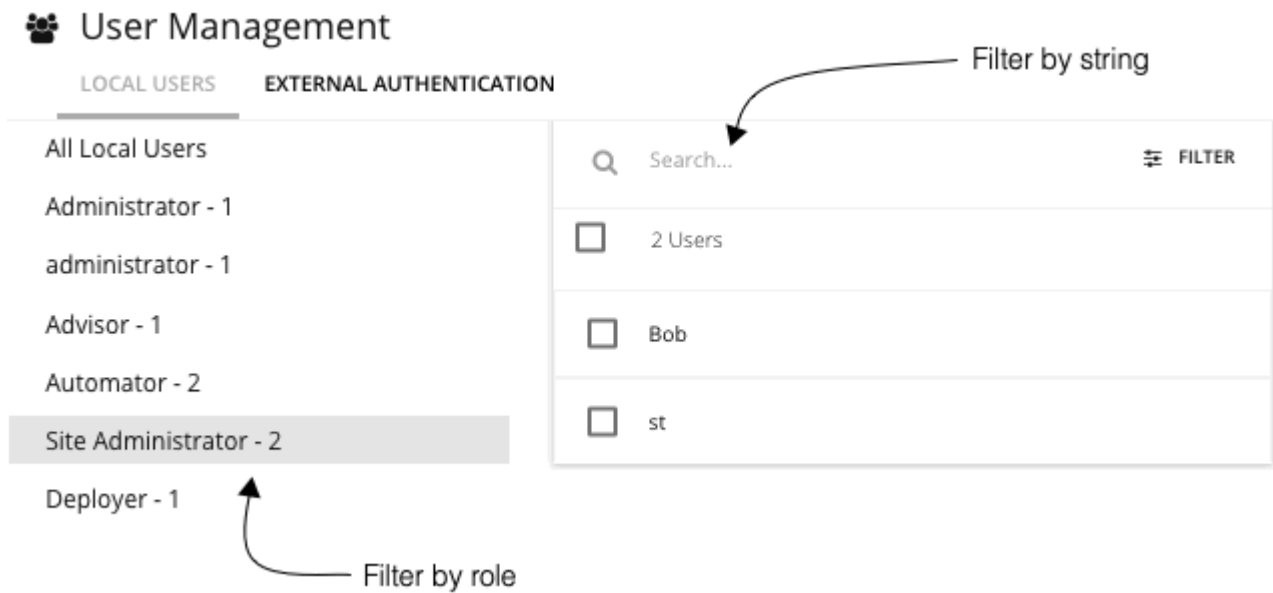 User Management
Filter by string
LOCAL USERS EXTERNAL AUTHENTICATION
All Local Users
Administrator - 1
administrator - 1
Advisor - 1
Automator - 2
Site Administrator - 2
Deployer - 1
Search... FILTER
2 Users
Bob
st
Filter by role